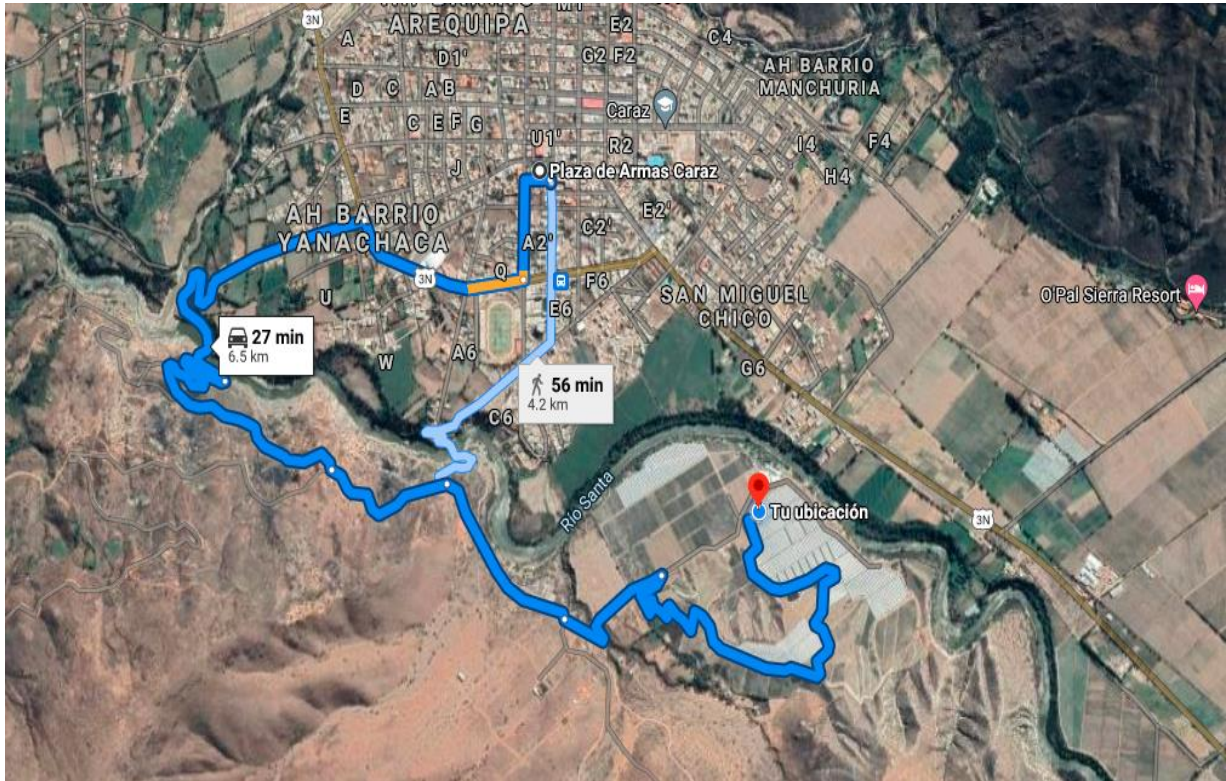 3N
AREQUIPA
M1
E2
C4
A
D1'
G2 F2
AH BARRIO
MANCHURIA
D C A B
E
C E F G
Caraz
U1'
R2
I4 F4
J
H4
Plaza de Armas Caraz
AH BARRIO
YANACHACA
E2'
A2'
C2'
3N
Q
F6
U
E6
SAN MIGUEL
CHICO
O'Pal Sierra Resort
27 min
6.5 km
W
A6
G6
56 min
4.2 km
C6
Río Santa
Tu ubicación
3N